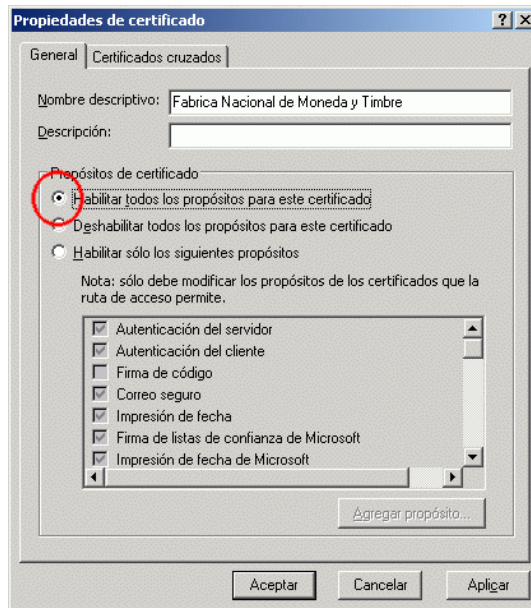 Propiedades de certificado
General
Certificados cruzados
Nombre descriptivo:
Fabrica Nacional de Moneda y Timbre
Descripción:
Propósitos de certificado
Habilitar todos los propósitos para este certificado
Deshabilitar todos los propósitos para este certificado
Habilitar sólo los siguientes propósitos
Nota: sólo debe modificar los propósitos de los certificados que la
ruta de acceso permite.
Autenticación del servidor
Autenticación del cliente
Firma de código
Correo seguro
Impresión de fecha
Firma de listas de confianza de Microsoft
Impresión de fecha de Microsoft
Agregar propósito...
Aceptar
Cancelar
Aplicar